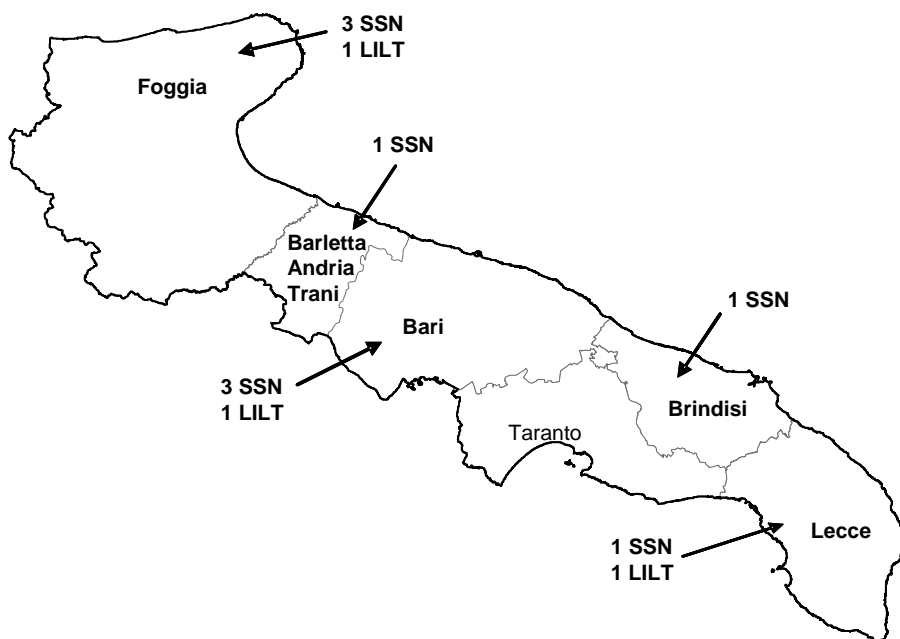 3 SSN
1 LILT
Foggia
1 SSN
Barletta
Andria
Trani
1 SSN
Bari
3 SSN
1 LILT
Brindisi
Taranto
Lecce
1 SSN
1 LILT